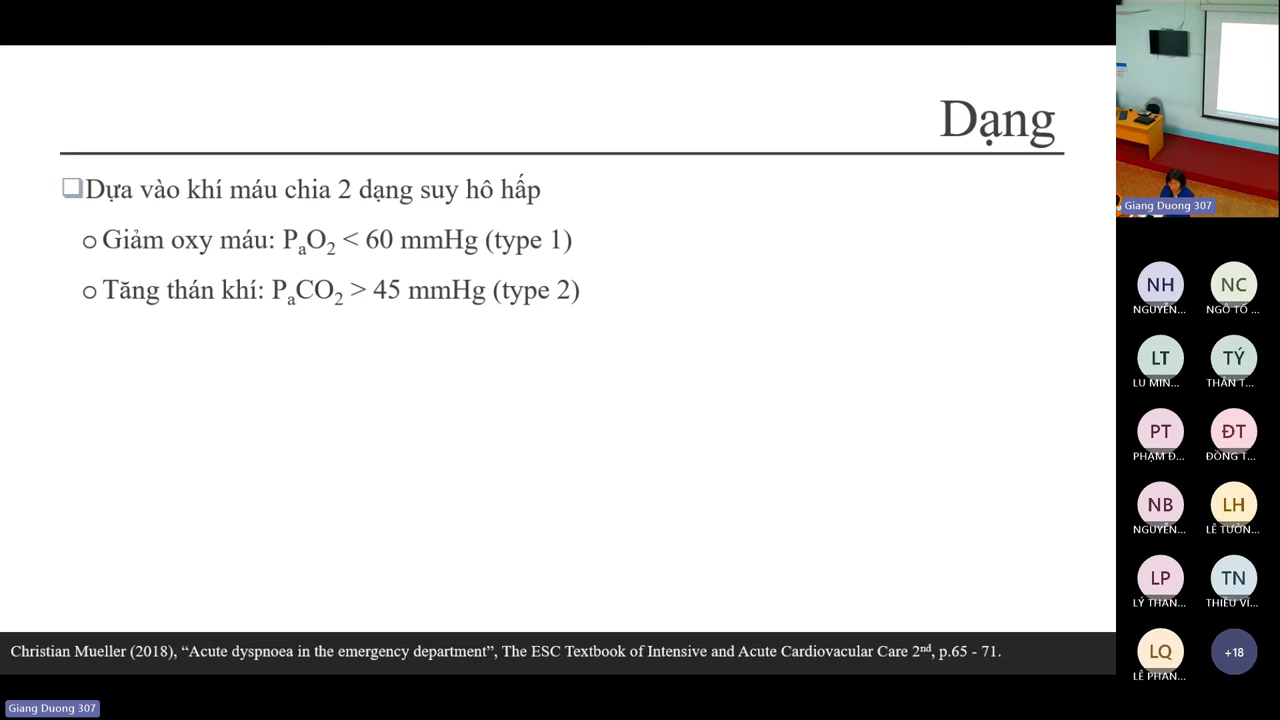 Dạng
Dựa vào khí máu chia 2 dạng suy hô hấp
Giảm oxy máu: PaO2 < 60 mmHg (type 1)
Tăng thán khí: PaCO2 > 45 mmHg (type 2)
Christian Mueller (2018), “Acute dyspnoea in the emergency department”, The ESC Textbook of Intensive and Acute Cardiovacular Care 2nd, p.65 - 71.
Giang Duong 307
Giang Duong 307
NH
NGUYỄN...
NC
NGÔ TỐ ...
LT
LU MIN...
TÝ
THÂN T...
PT
PHẠM Đ...
ĐT
ĐỒNG T...
NB
NGUYỄN...
LH
LÊ TƯỜN...
LP
LÝ THAN...
TN
THIỀU VĨ...
LQ
LÊ PHAN...
+18